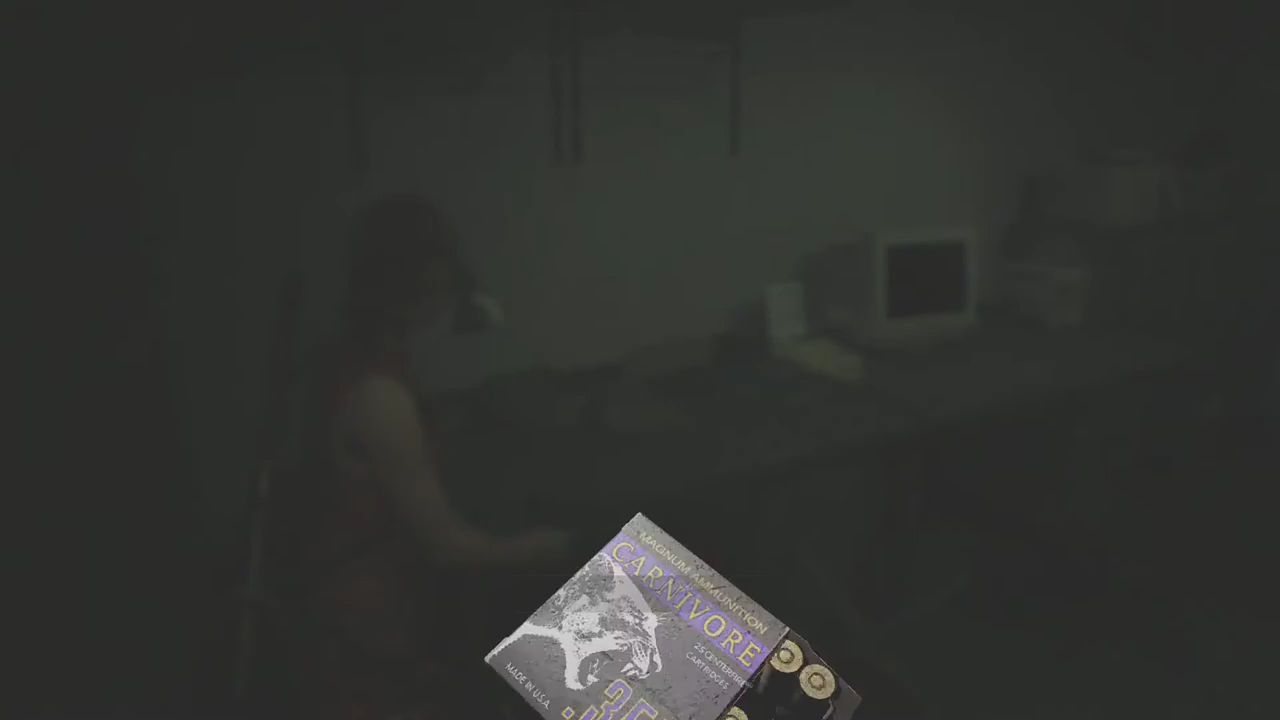 MAGNUM AMMUNITION
CARNIVORE
25 CENTERFIRE
CARTRIDGES
MADE IN U.S.A.